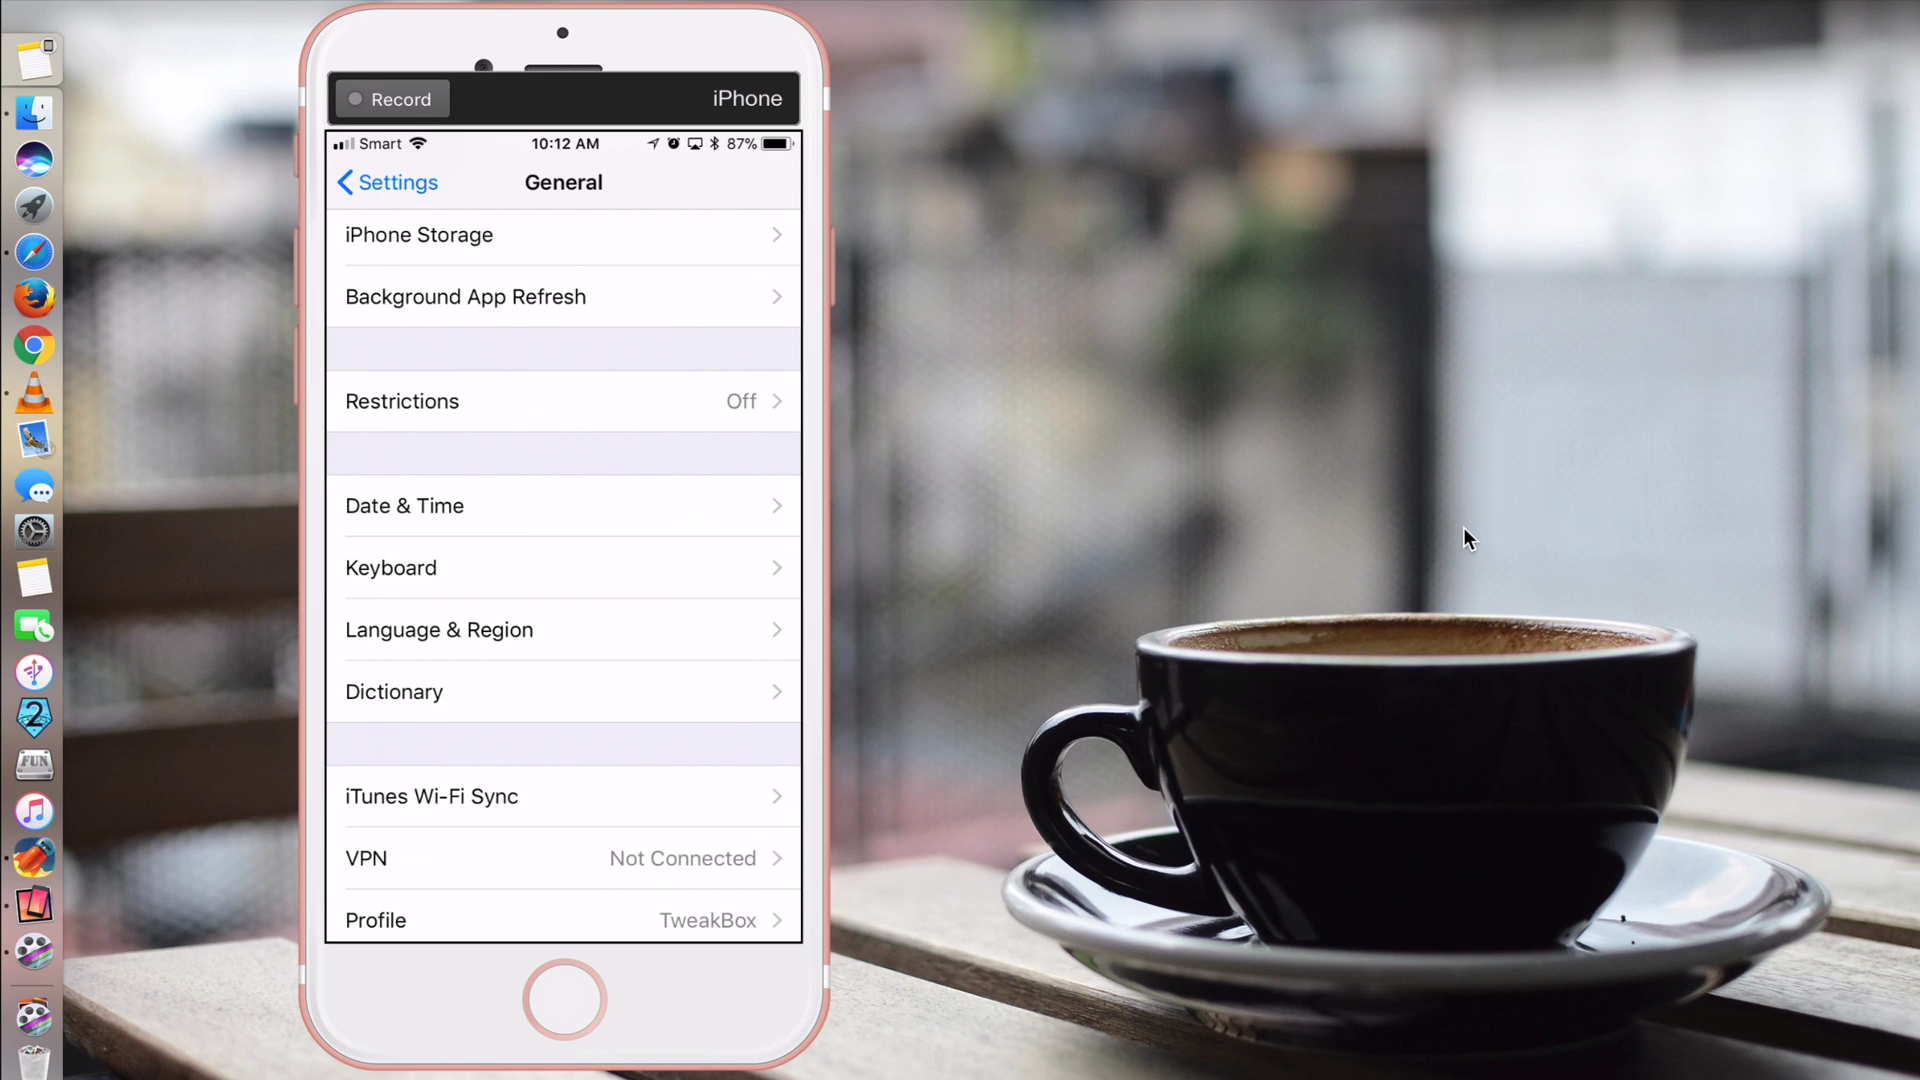 Record
iPhone
Smart 10:12 AM 87%
Settings General
iPhone Storage
Background App Refresh
Restrictions Off
Date & Time
Keyboard
Language & Region
Dictionary
iTunes Wi-Fi Sync
VPN Not Connected
Profile TweakBox
2
FUN